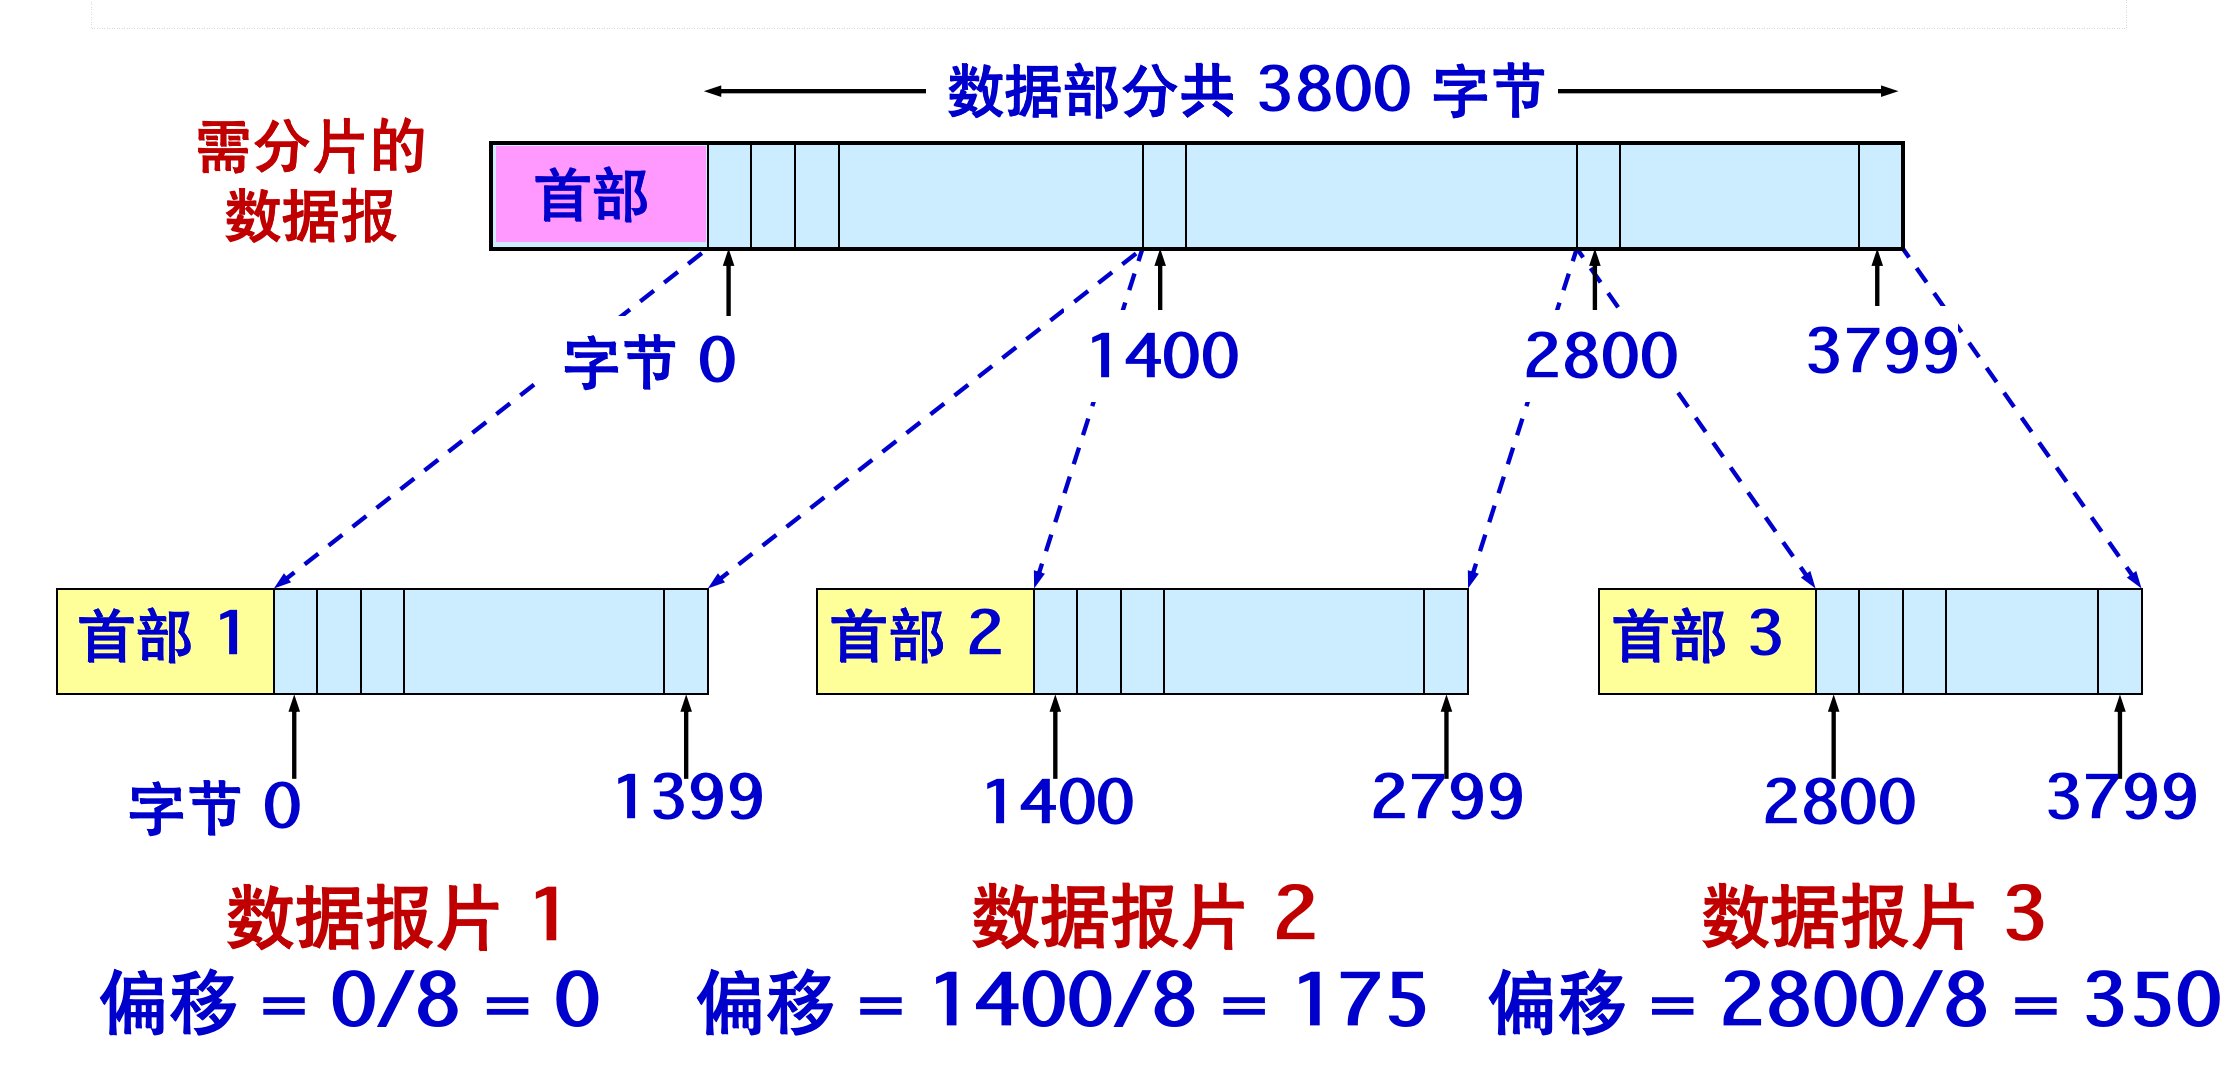 数据部分共 3800 字节
需分片的
数据报
首部
字节 0
1400
2800
3799
首部 1
首部 2
首部 3
字节 0
1399
1400
2799
2800
3799
数据报片 1
数据报片 2
数据报片 3
偏移 = 0/8 = 0
偏移 = 1400/8 = 175
偏移 = 2800/8 = 350